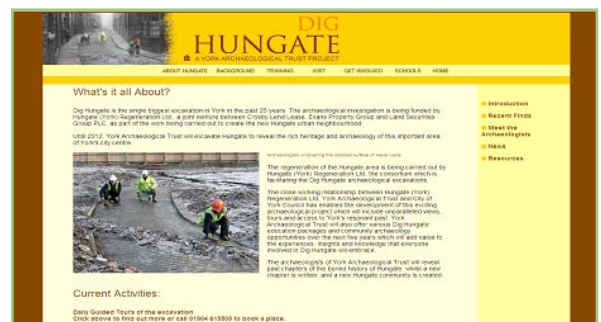 DIG
HUNGATE
A YORK ARCHAEOLOGICAL TRUST PROJECT
ABOUT HUNGATE BACKGROUND TRAINING VISIT GET INVOLVED SCHOOLS HOME
What's it all About?
Dig Hungate is the single biggest excavation in York in the past 25 years. The archaeological investigation is being funded by
Hungate (York) Regeneration Ltd, a joint venture between Crosby Lend Lease, Evans Property Group and Land Securities
Group PLC, as part of the work being carried out to create the new Hungate urban neighbourhood.
Until 2012, York Archaeological Trust will excavate Hungate to reveal the rich heritage and archaeology of this important area
of York's city centre.
Archaeologists uncovering the cobbled surface of Haver Lane
The regeneration of the Hungate area is being carried out by
Hungate (York) Regeneration Ltd, the consortium which is
facilitating the Dig Hungate archaeological excavations.
The close working relationship between Hungate (York)
Regeneration Ltd, York Archaeological Trust and City of
York Council has enabled the development of this exciting
archaeological project which will include unparalleled views,
tours and access to York's resonant past. York
Archaeological Trust will also offer various Dig Hungate
education packages and community archaeology
opportunities over the next five years which will add value to
the experiences, insights and knowledge that everyone
involved in Dig Hungate will embrace.
The archaeologists of York Archaeological Trust will reveal
past chapters of the buried history of Hungate, whilst a new
chapter is written, and a new Hungate community is created.
Introduction
Recent Finds
Meet the
Archaeologists
News
Resources
Current Activities:
Daily Guided Tours of the excavation
Click above to find out more or call 01904 615505 to book a place.